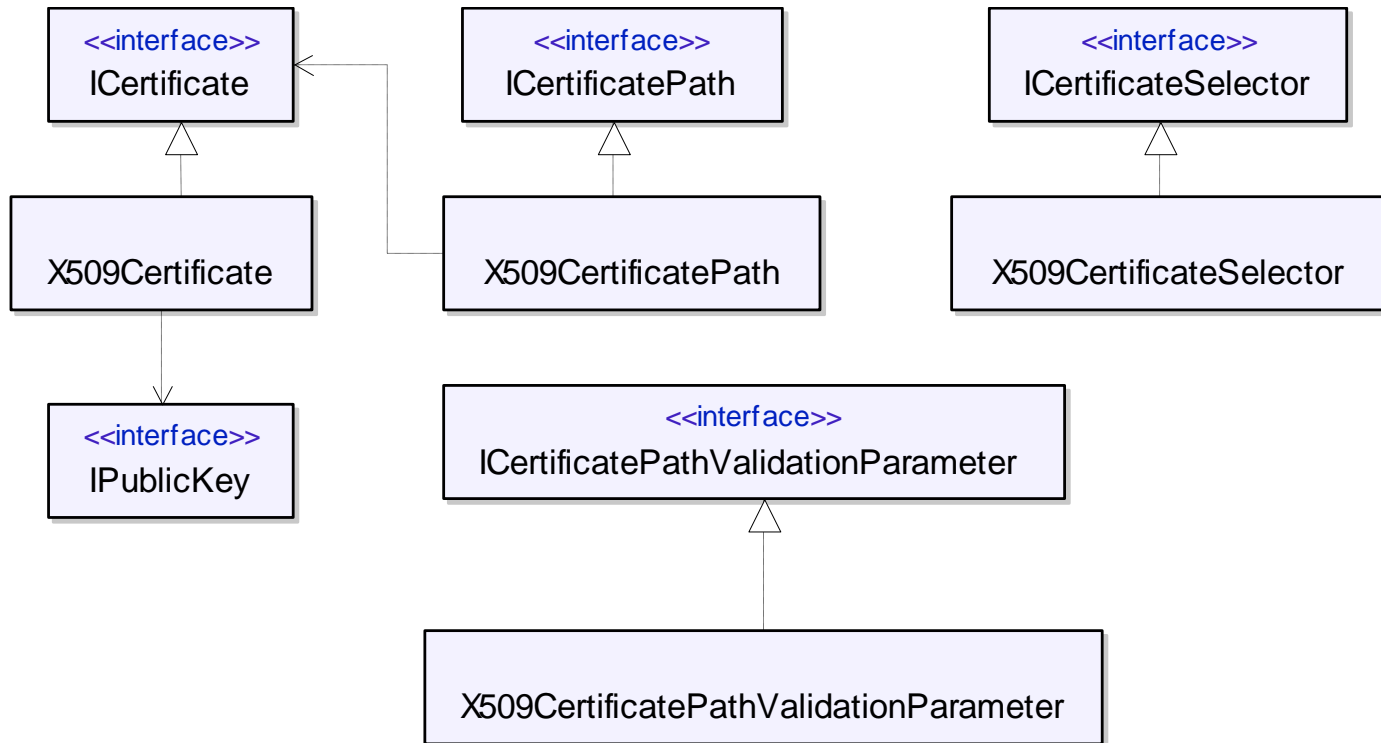 <<interface>>
ICertificate
<<interface>>
ICertificatePath
<<interface>>
ICertificateSelector
X509Certificate
X509CertificatePath
X509CertificateSelector
<<interface>>
IPublicKey
<<interface>>
ICertificatePathValidationParameter
X509CertificatePathValidationParameter